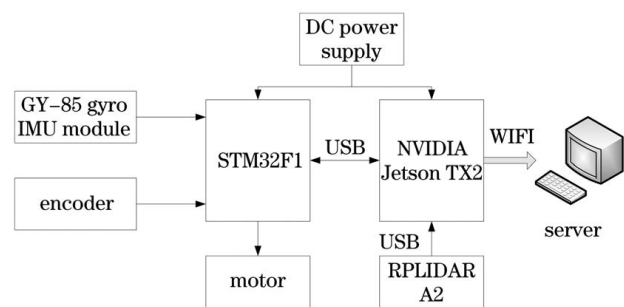 DC power
supply
GY-85 gyro
IMU module
STM32F1
USB
NVIDIA
Jetson TX2
WIFI
encoder
server
USB
motor
RPLIDAR
A2